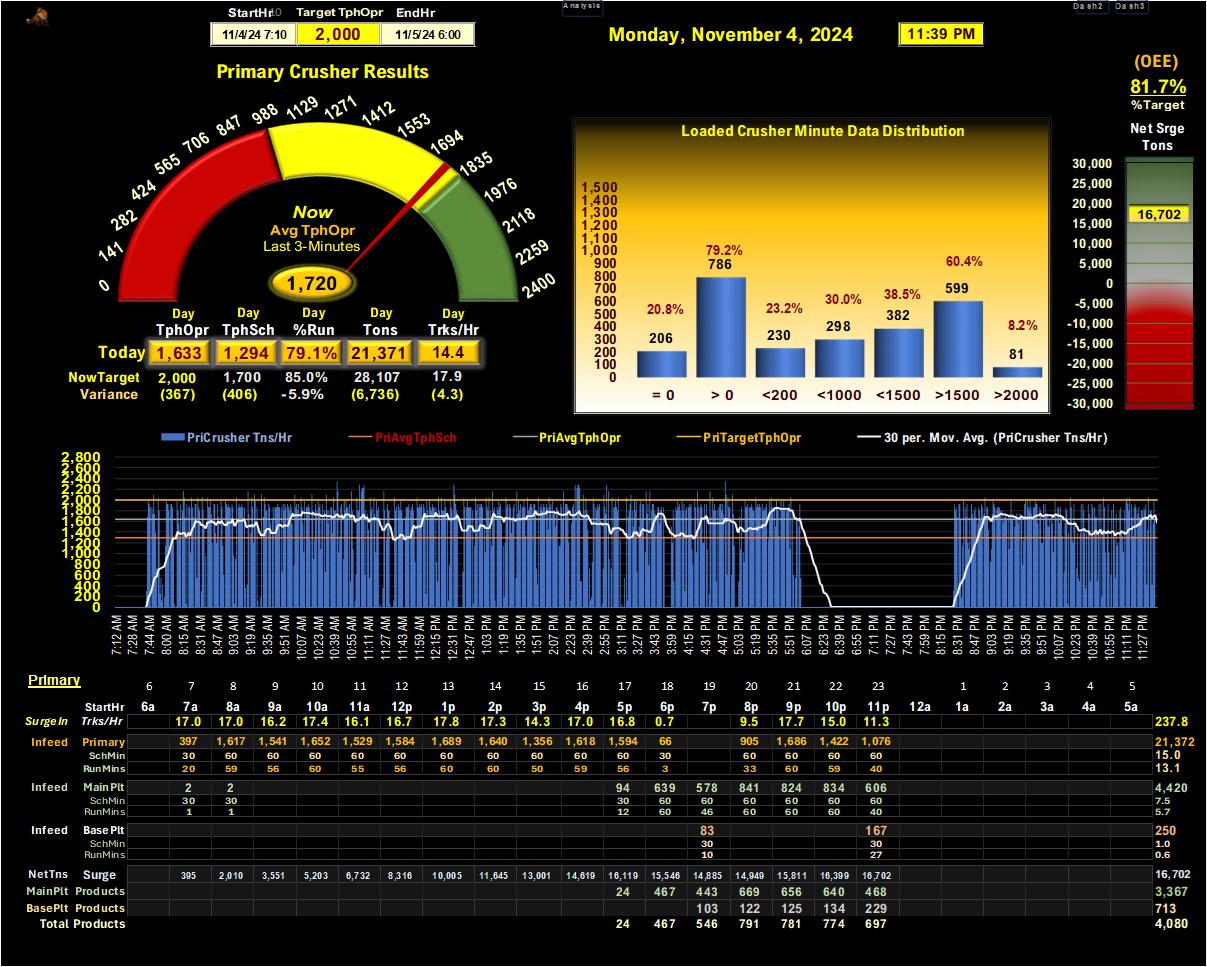 StartHr10 Target TphOpr EndHr
11/4/24 7:10 2,000 11/5/24 6:00
Analysis
Dash2 Dash3
Monday, November 4, 2024 11:39 PM
(OEE)
81.7%
%Target
Net Srge
Tons
30,000
25,000
20,000
16,702
15,000
10,000
5,000
0
-5,000
-10,000
-15,000
-20,000
-25,000
-30,000
Primary Crusher Results
0 141 282 424 565 706 847 988 1129 1271 1412 1553 1694 1835 1976 2118 2259 2400
Now
Avg TphOpr
Last 3-Minutes
1,720
Day Day Day Day Day
TphOpr TphSch %Run Tons Trks/Hr
Today 1,633 1,294 79.1% 21,371 14.4
NowTarget 2,000 1,700 85.0% 28,107 17.9
Variance (367) (406) -5.9% (6,736) (4.3)
Loaded Crusher Minute Data Distribution
1,500
1,400
1,300
1,200
1,100
1,000
900
800
700
600
500
400
300
200
100
0
20.8% 79.2% 23.2% 30.0% 38.5% 60.4% 8.2%
206 786 230 298 382 599 81
= 0 > 0 <200 <1000 <1500 >1500 >2000
PriCrusher Tns/Hr PriAvgTphSch PriAvgTphOpr PriTargetTphOpr 30 per. Mov. Avg. (PriCrusher Tns/Hr)
2,800
2,600
2,400
2,200
2,000
1,800
1,600
1,400
1,200
1,000
800
600
400
200
0
7:12 AM 7:28 AM 7:44 AM 8:00 AM 8:15 AM 8:31 AM 8:47 AM 9:03 AM 9:19 AM 9:35 AM 9:51 AM 10:07 AM 10:23 AM 10:39 AM 10:55 AM 11:11 AM 11:27 AM 11:43 AM 11:59 AM 12:15 PM 12:31 PM 12:47 PM 1:03 PM 1:19 PM 1:35 PM 1:51 PM 2:07 PM 2:23 PM 2:39 PM 2:55 PM 3:11 PM 3:27 PM 3:43 PM 3:59 PM 4:15 PM 4:31 PM 4:47 PM 5:03 PM 5:19 PM 5:35 PM 5:51 PM 6:07 PM 6:23 PM 6:39 PM 6:55 PM 7:11 PM 7:27 PM 7:43 PM 7:59 PM 8:15 PM 8:31 PM 8:47 PM 9:03 PM 9:19 PM 9:35 PM 9:51 PM 10:07 PM 10:23 PM 10:39 PM 10:55 PM 11:11 PM 11:27 PM
Primary
6 7 8 9 10 11 12 13 14 15 16 17 18 19 20 21 22 23 1 2 3 4 5
StartHr 6a 7a 8a 9a 10a 11a 12p 1p 2p 3p 4p 5p 6p 7p 8p 9p 10p 11p 12a 1a 2a 3a 4a 5a
SurgeIn Trks/Hr 17.0 17.0 16.2 17.4 16.1 16.7 17.8 17.3 14.3 17.0 16.8 0.7 9.5 17.7 15.0 11.3 237.8
Infeed Primary 397 1,617 1,541 1,652 1,529 1,584 1,689 1,640 1,356 1,618 1,594 66 905 1,686 1,422 1,076 21,372
SchMin 30 60 60 60 60 60 60 60 60 60 60 60 60 60 60 60 15.0
RunMins 20 59 56 60 55 56 60 60 50 59 56 3 33 60 59 40 13.1
Infeed MainPlt 2 2 94 639 578 841 824 834 606 4,420
SchMin 30 30 30 60 60 60 60 60 60 7.5
RunMins 1 1 12 60 46 60 60 60 40 5.7
Infeed BasePlt 83 167 250
SchMin 30 30 1.0
RunMins 10 27 0.6
NetTns Surge 395 2,010 3,551 5,203 6,732 8,316 10,005 11,645 13,001 14,619 16,119 15,546 14,885 14,949 15,811 16,399 16,702 16,702
MainPlt Products 24 467 443 669 656 640 468 3,367
BasePlt Products 103 122 125 134 229 713
Total Products 24 467 546 791 781 774 697 4,080